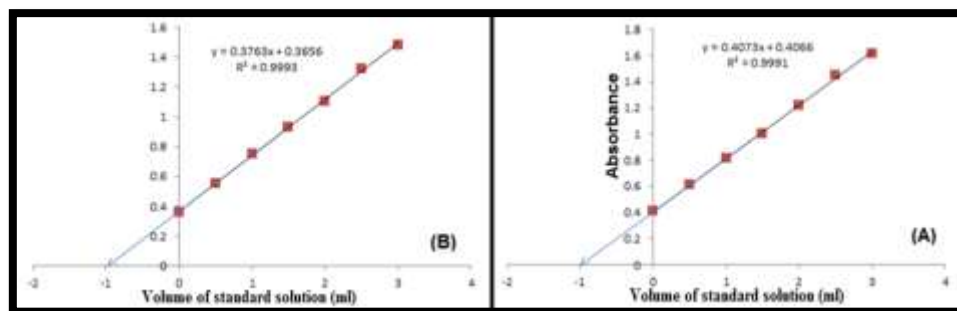 1.6
y = 0.3763x + 0.3656
R² = 0.9993
1.4
1.2
1
0.8
0.6
0.4
0.2
0
(B)
-2 -1 0 1 2 3 4
Volume of standard solution (ml)
1.8
y = 0.4073x + 0.4066
R² = 0.9991
1.6
1.4
1.2
1
0.8
0.6
0.4
0.2
0
Absorbance
(A)
-2 -1 0 1 2 3 4
Volume of standard solution (ml)